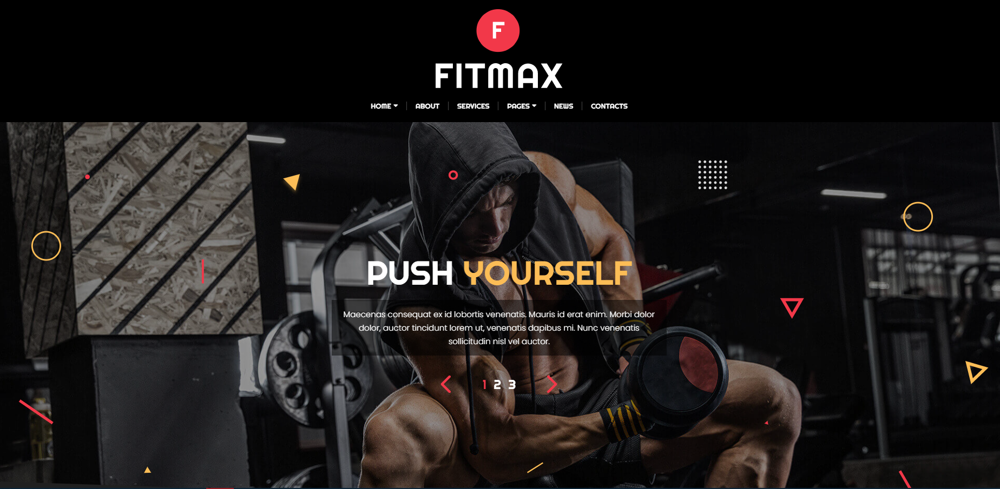 F
FITMAX
HOME ABOUT SERVICES PAGES NEWS CONTACTS
PUSH YOURSELF
Maecenas consequat ex id lobortis venenatis. Mauris id erat enim. Morbi dolor
dolor, auctor tincidunt lorem ut, venenatis dapibus mi. Nunc venenatis
sollicitudin nisl vel auctor.
1 2 3